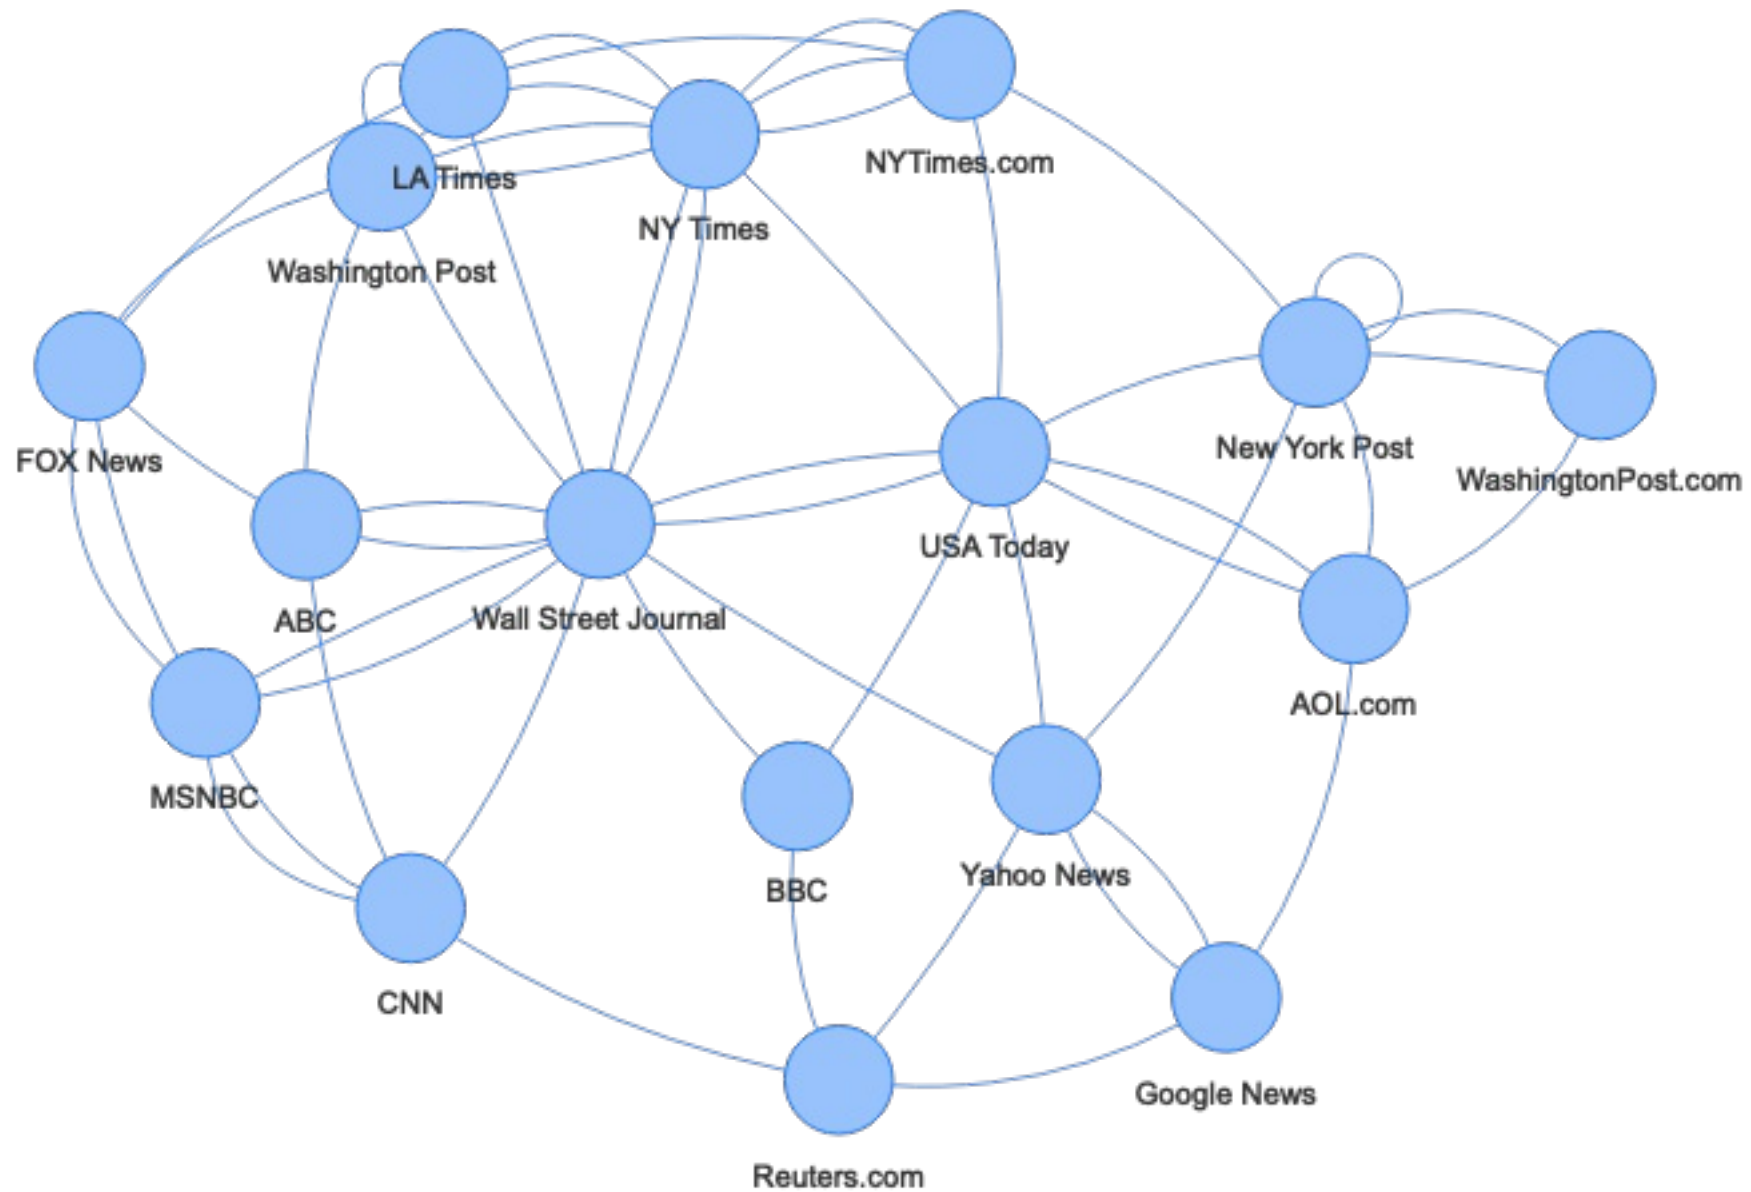 NYTimes.com
LA Times
NY Times
Washington Post
New York Post
FOX News
WashingtonPost.com
USA Today
ABC
Wall Street Journal
AOL.com
MSNBC
Yahoo News
BBC
CNN
Google News
Reuters.com